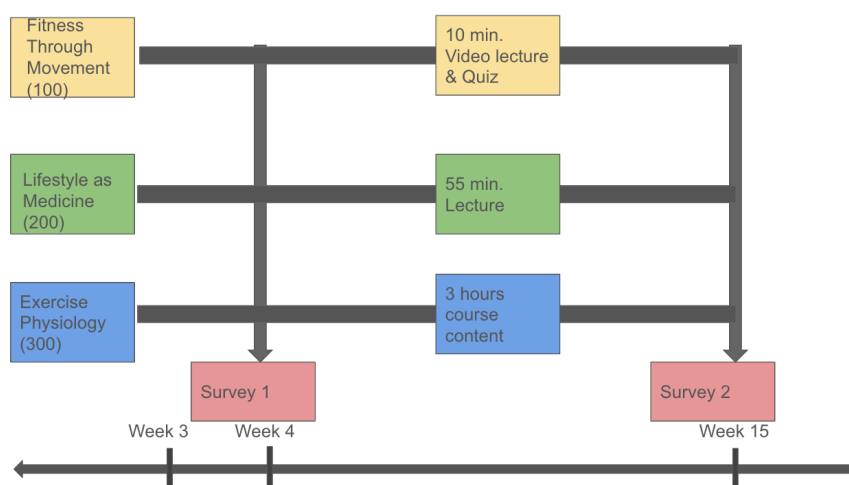 Fitness
Through
Movement
(100)
10 min.
Video lecture
& Quiz
Lifestyle as
Medicine
(200)
55 min.
Lecture
Exercise
Physiology
(300)
3 hours
course
content
Survey 1
Survey 2
Week 3
Week 4
Week 15